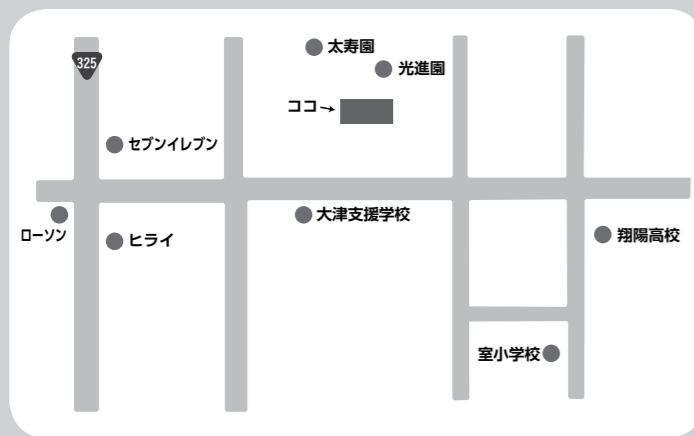 太寿園
325
光進園
ココ→
セブンイレブン
大津支援学校
ローソン
ヒライ
翔陽高校
室小学校